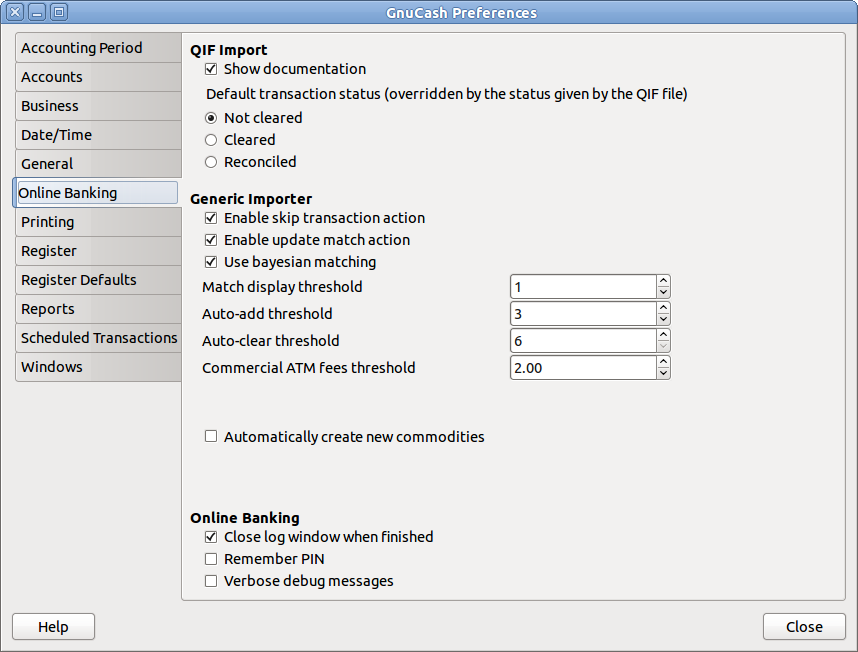 GnuCash Preferences
Accounting Period
Accounts
Business
Date/Time
General
Online Banking
Printing
Register
Register Defaults
Reports
Scheduled Transactions
Windows
QIF Import
Show documentation
Default transaction status (overridden by the status given by the QIF file)
Not cleared
Cleared
Reconciled
Generic Importer
Enable skip transaction action
Enable update match action
Use bayesian matching
Match display threshold 1
Auto-add threshold 3
Auto-clear threshold 6
Commercial ATM fees threshold 2.00
Automatically create new commodities
Online Banking
Close log window when finished
Remember PIN
Verbose debug messages
Help Close